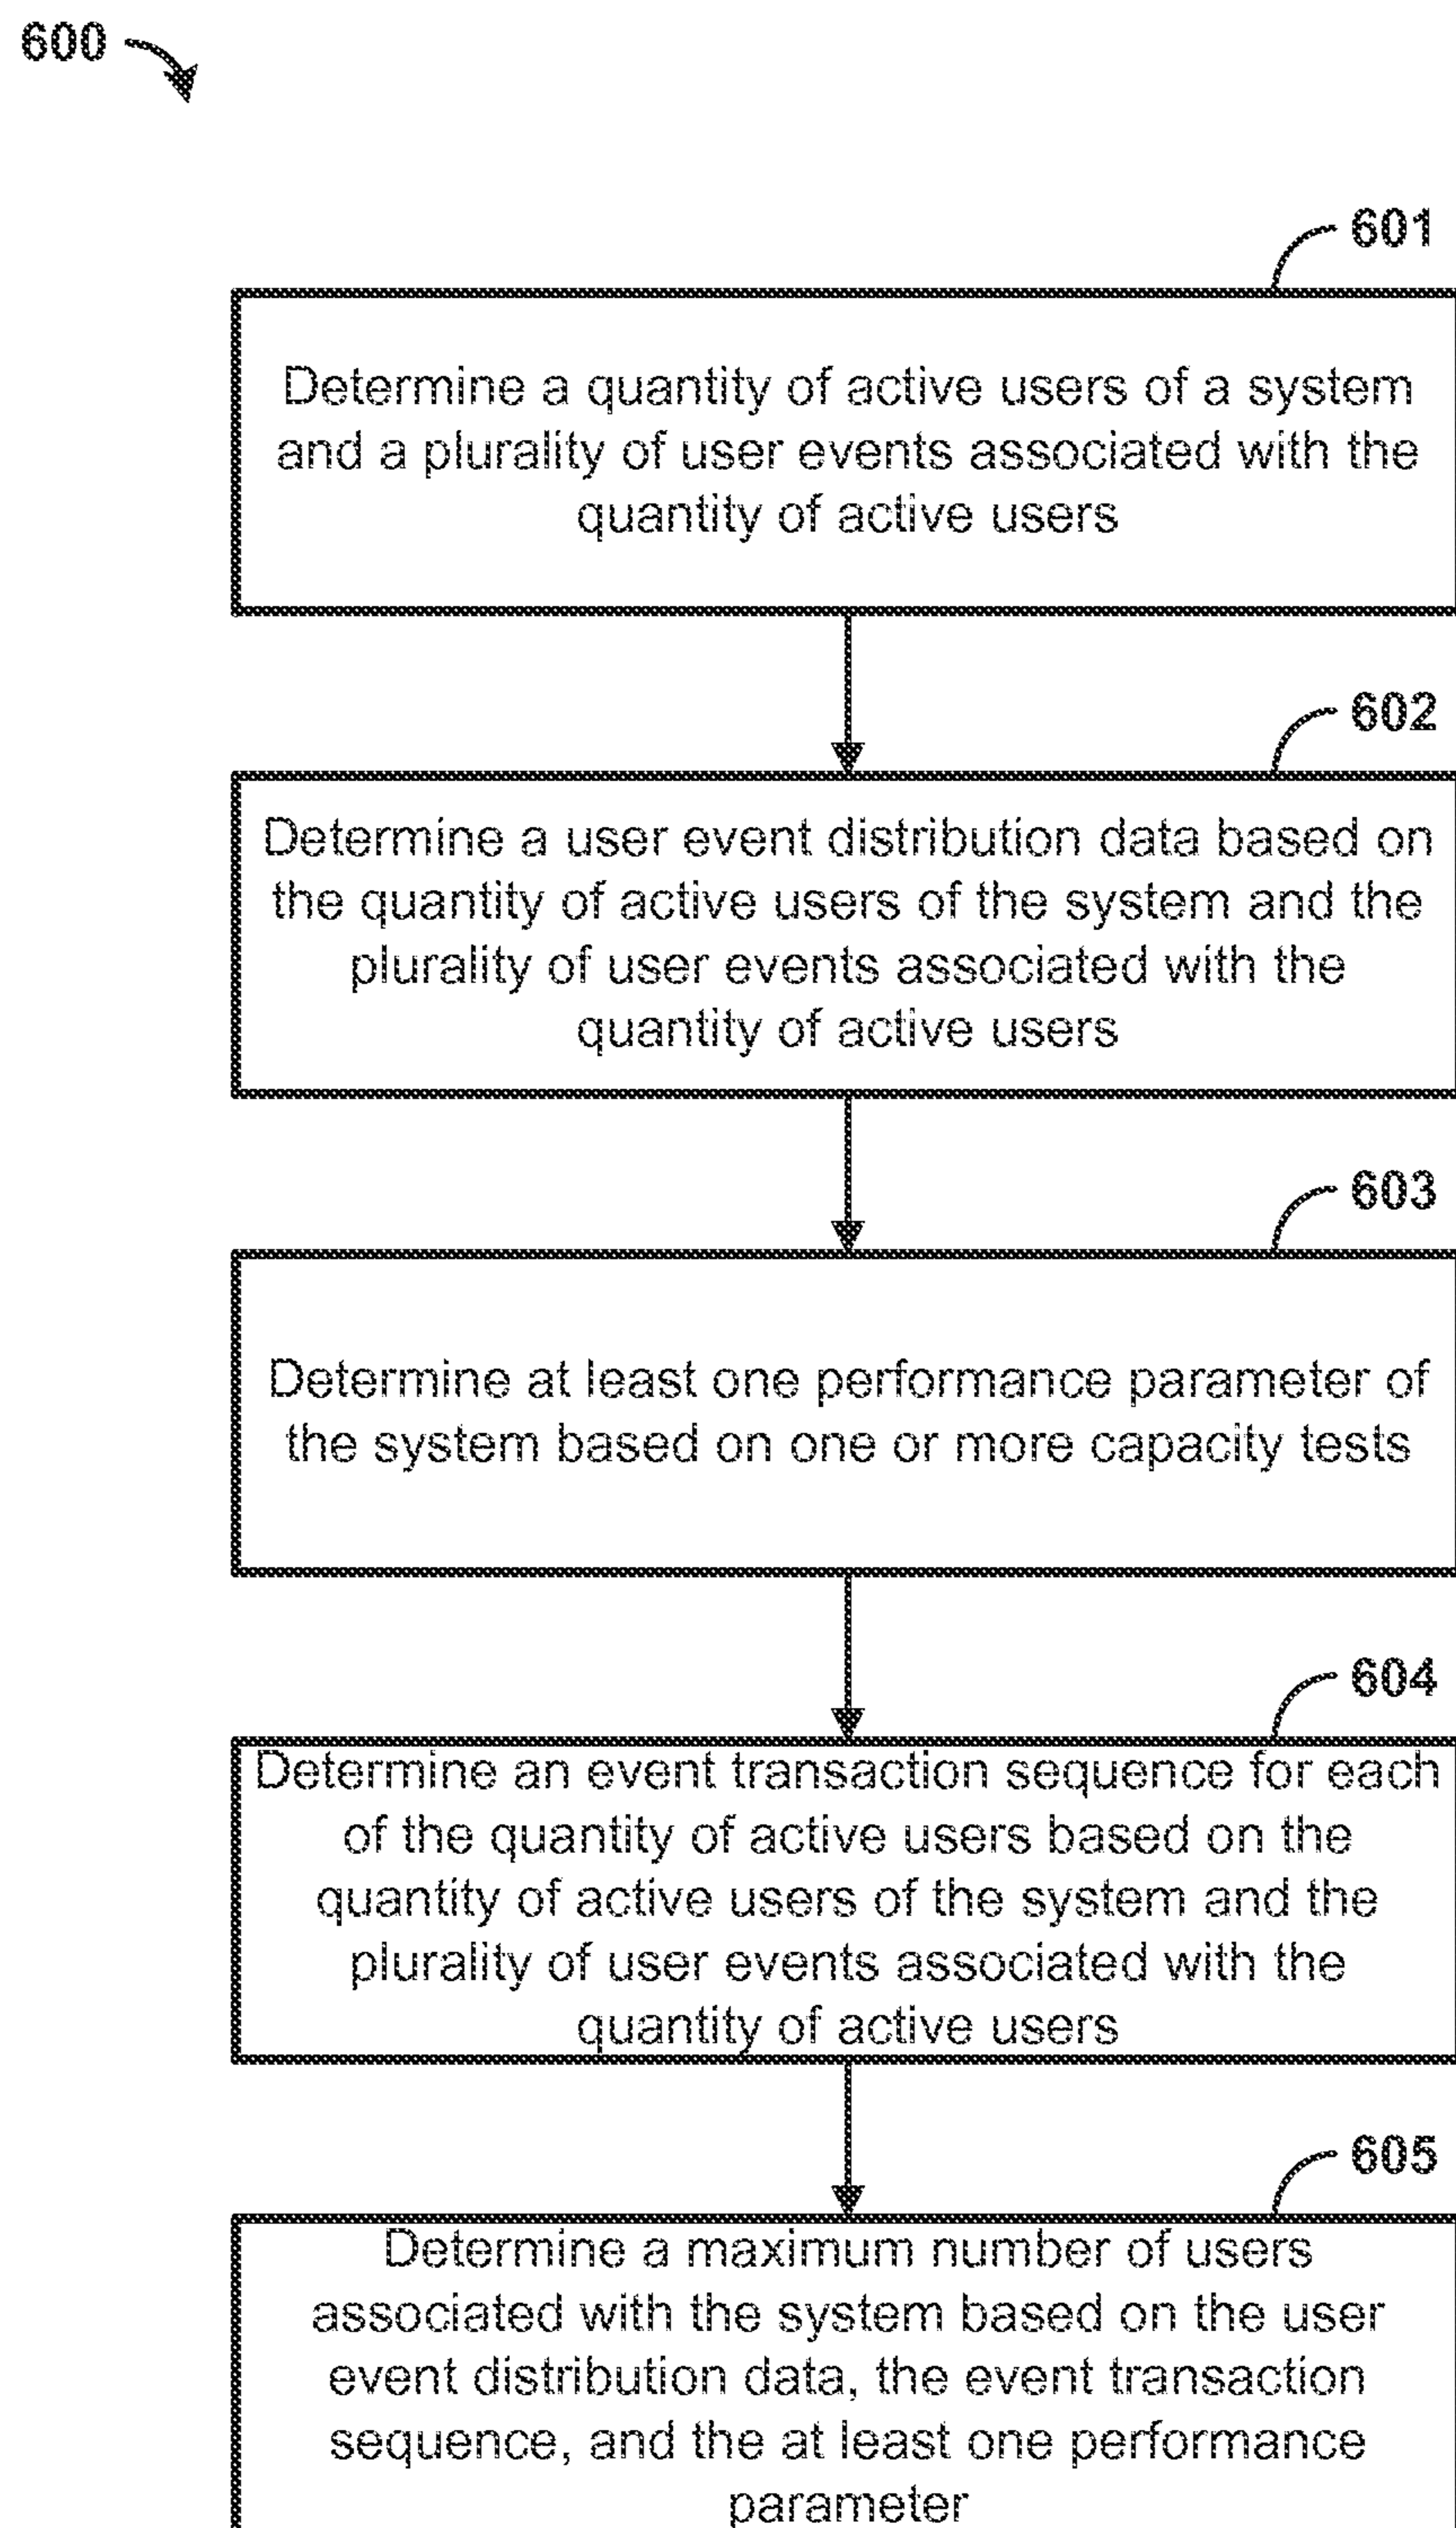 600
601
Determine a quantity of active users of a system
and a plurality of user events associated with the
quantity of active users
602
Determine a user event distribution data based on
the quantity of active users of the system and the
plurality of user events associated with the
quantity of active users
603
Determine at least one performance parameter of
the system based on one or more capacity tests
604
Determine an event transaction sequence for each
of the quantity of active users based on the
quantity of active users of the system and the
plurality of user events associated with the
quantity of active users
605
Determine a maximum number of users
associated with the system based on the user
event distribution data, the event transaction
sequence, and the at least one performance
parameter